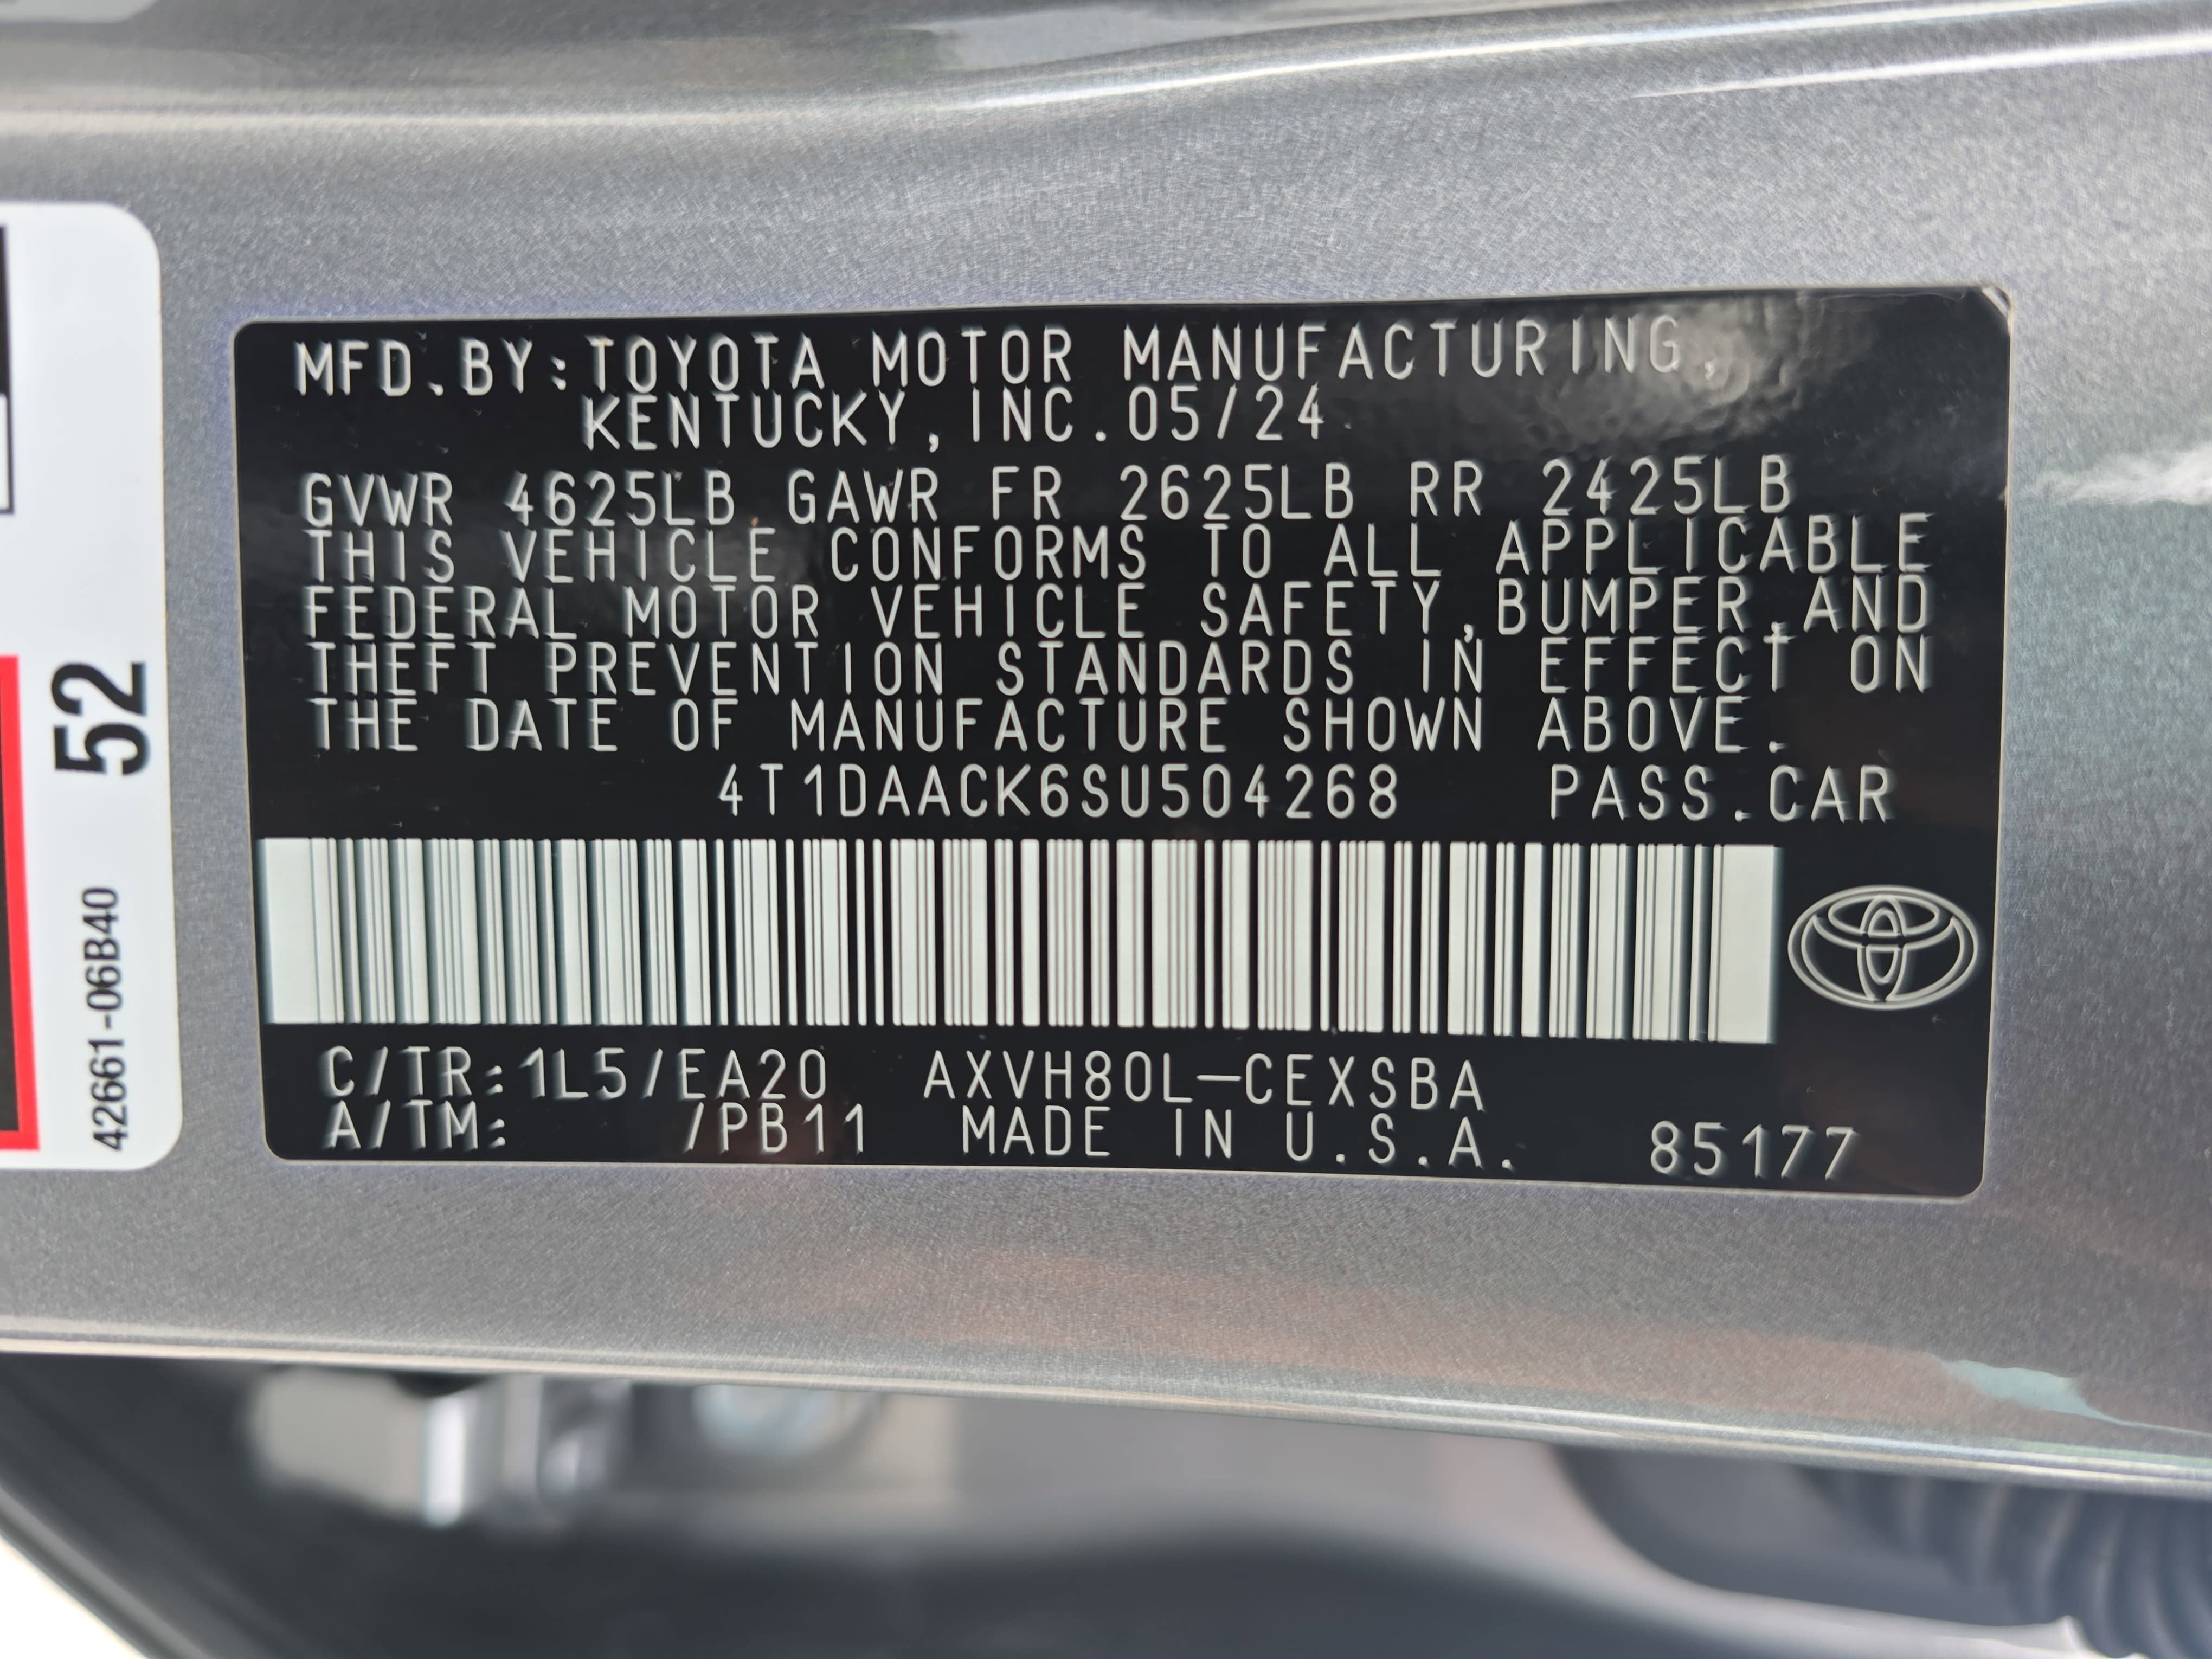 MFD.BY:TOYOTA MOTOR MANUFACTURING,
KENTUCKY, INC. 05/24
GVWR 4625LB GAWR FR 2625LB RR 2425LB
THIS VEHICLE CONFORMS TO ALL APPLICABLE
FEDERAL MOTOR VEHICLE SAFETY,BUMPER,AND
THEFT PREVENTION STANDARDS IN EFFECT ON
THE DATE OF MANUFACTURE SHOWN ABOVE.
4T1DAACK6SU504268 PASS.CAR
C/TR:1L5/EA20 AXVH80L-CEXSBA
A/TM: /PB11 MADE IN U.S.A. 85177
52
42661-06B40